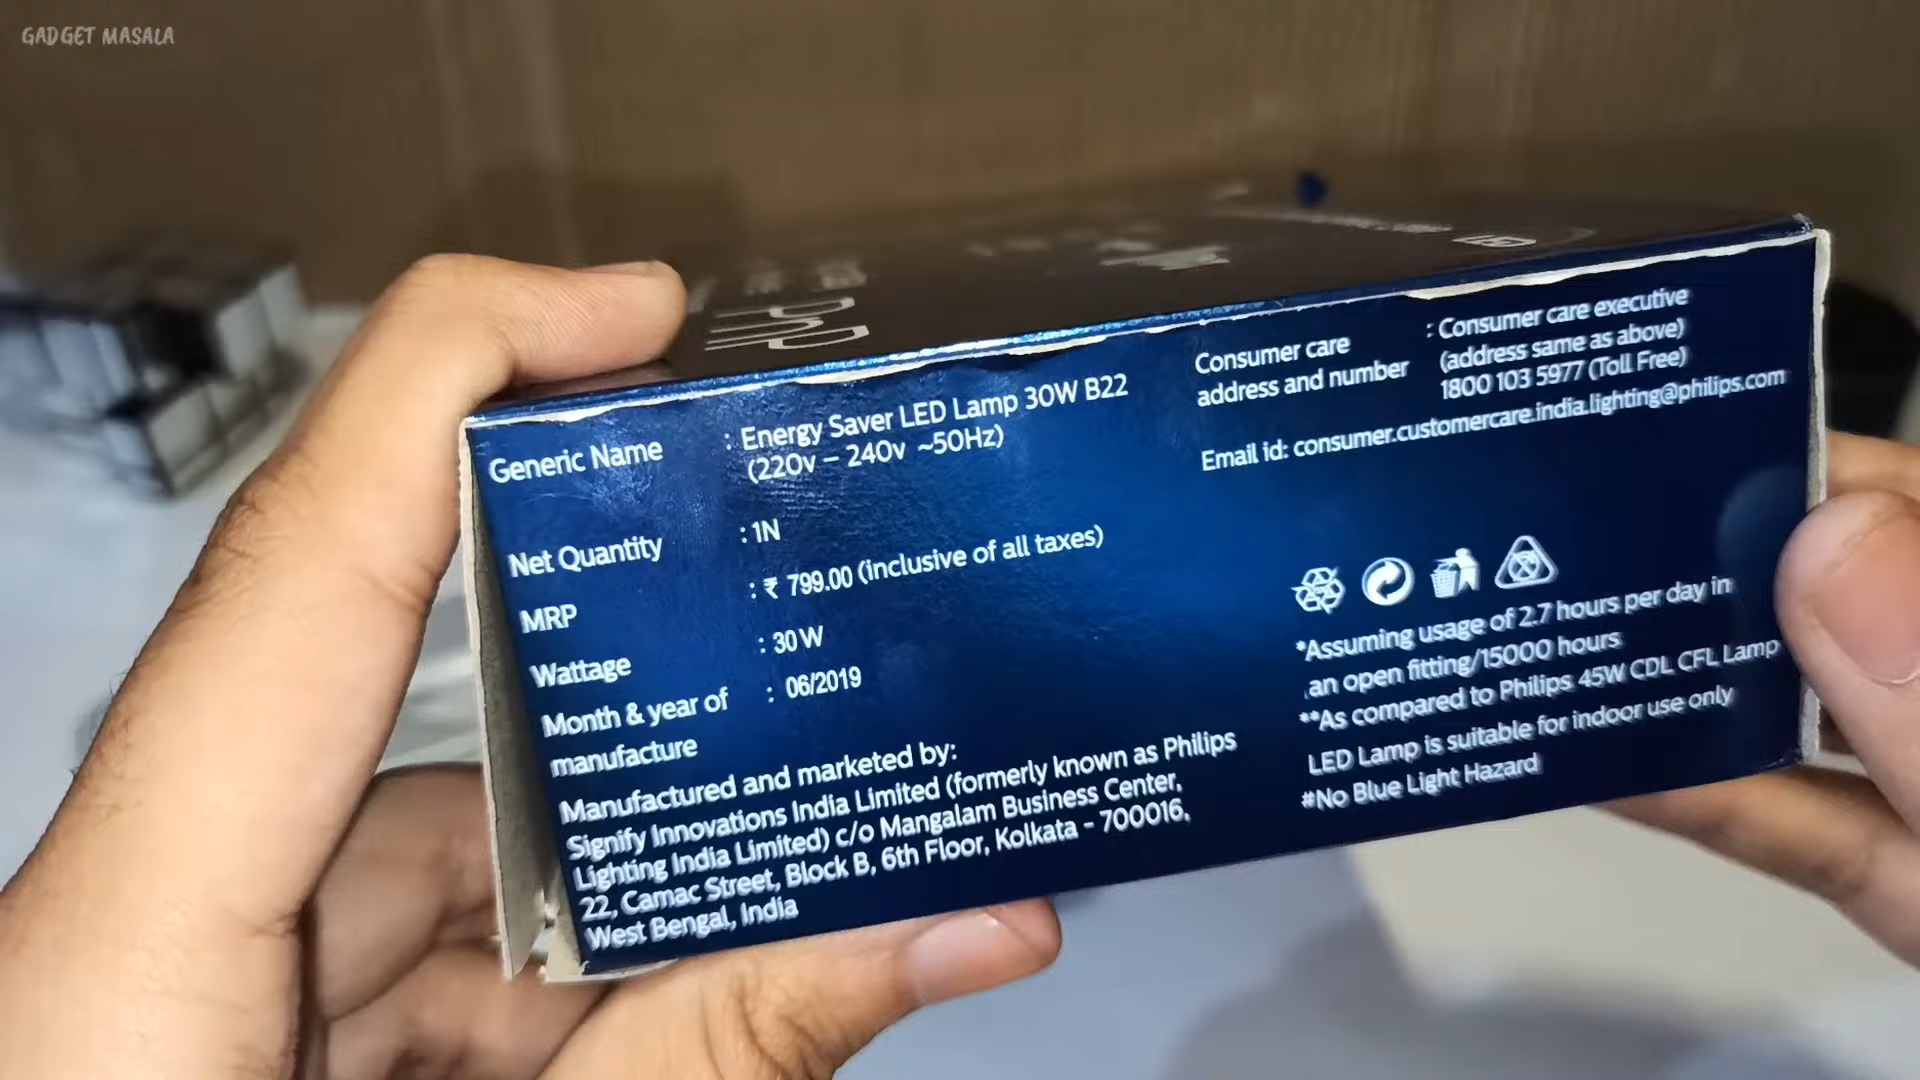 GADGET MASALA
Generic Name : Energy Saver LED Lamp 30W B22
(220v – 240v ~50Hz)
Net Quantity : 1N
MRP : ₹ 799.00 (inclusive of all taxes)
Wattage : 30W
Month & year of : 06/2019
manufacture
Manufactured and marketed by:
Signify Innovations India Limited (formerly known as Philips
Lighting India Limited) c/o Mangalam Business Center,
22, Camac Street, Block B, 6th Floor, Kolkata - 700016,
West Bengal, India
Consumer care : Consumer care executive
address and number (address same as above)
1800 103 5977 (Toll Free)
Email id: consumer.customercare.india.lighting@philips.com
*Assuming usage of 2.7 hours per day in
an open fitting/15000 hours
**As compared to Philips 45W CDL CFL Lamp
LED Lamp is suitable for indoor use only
#No Blue Light Hazard